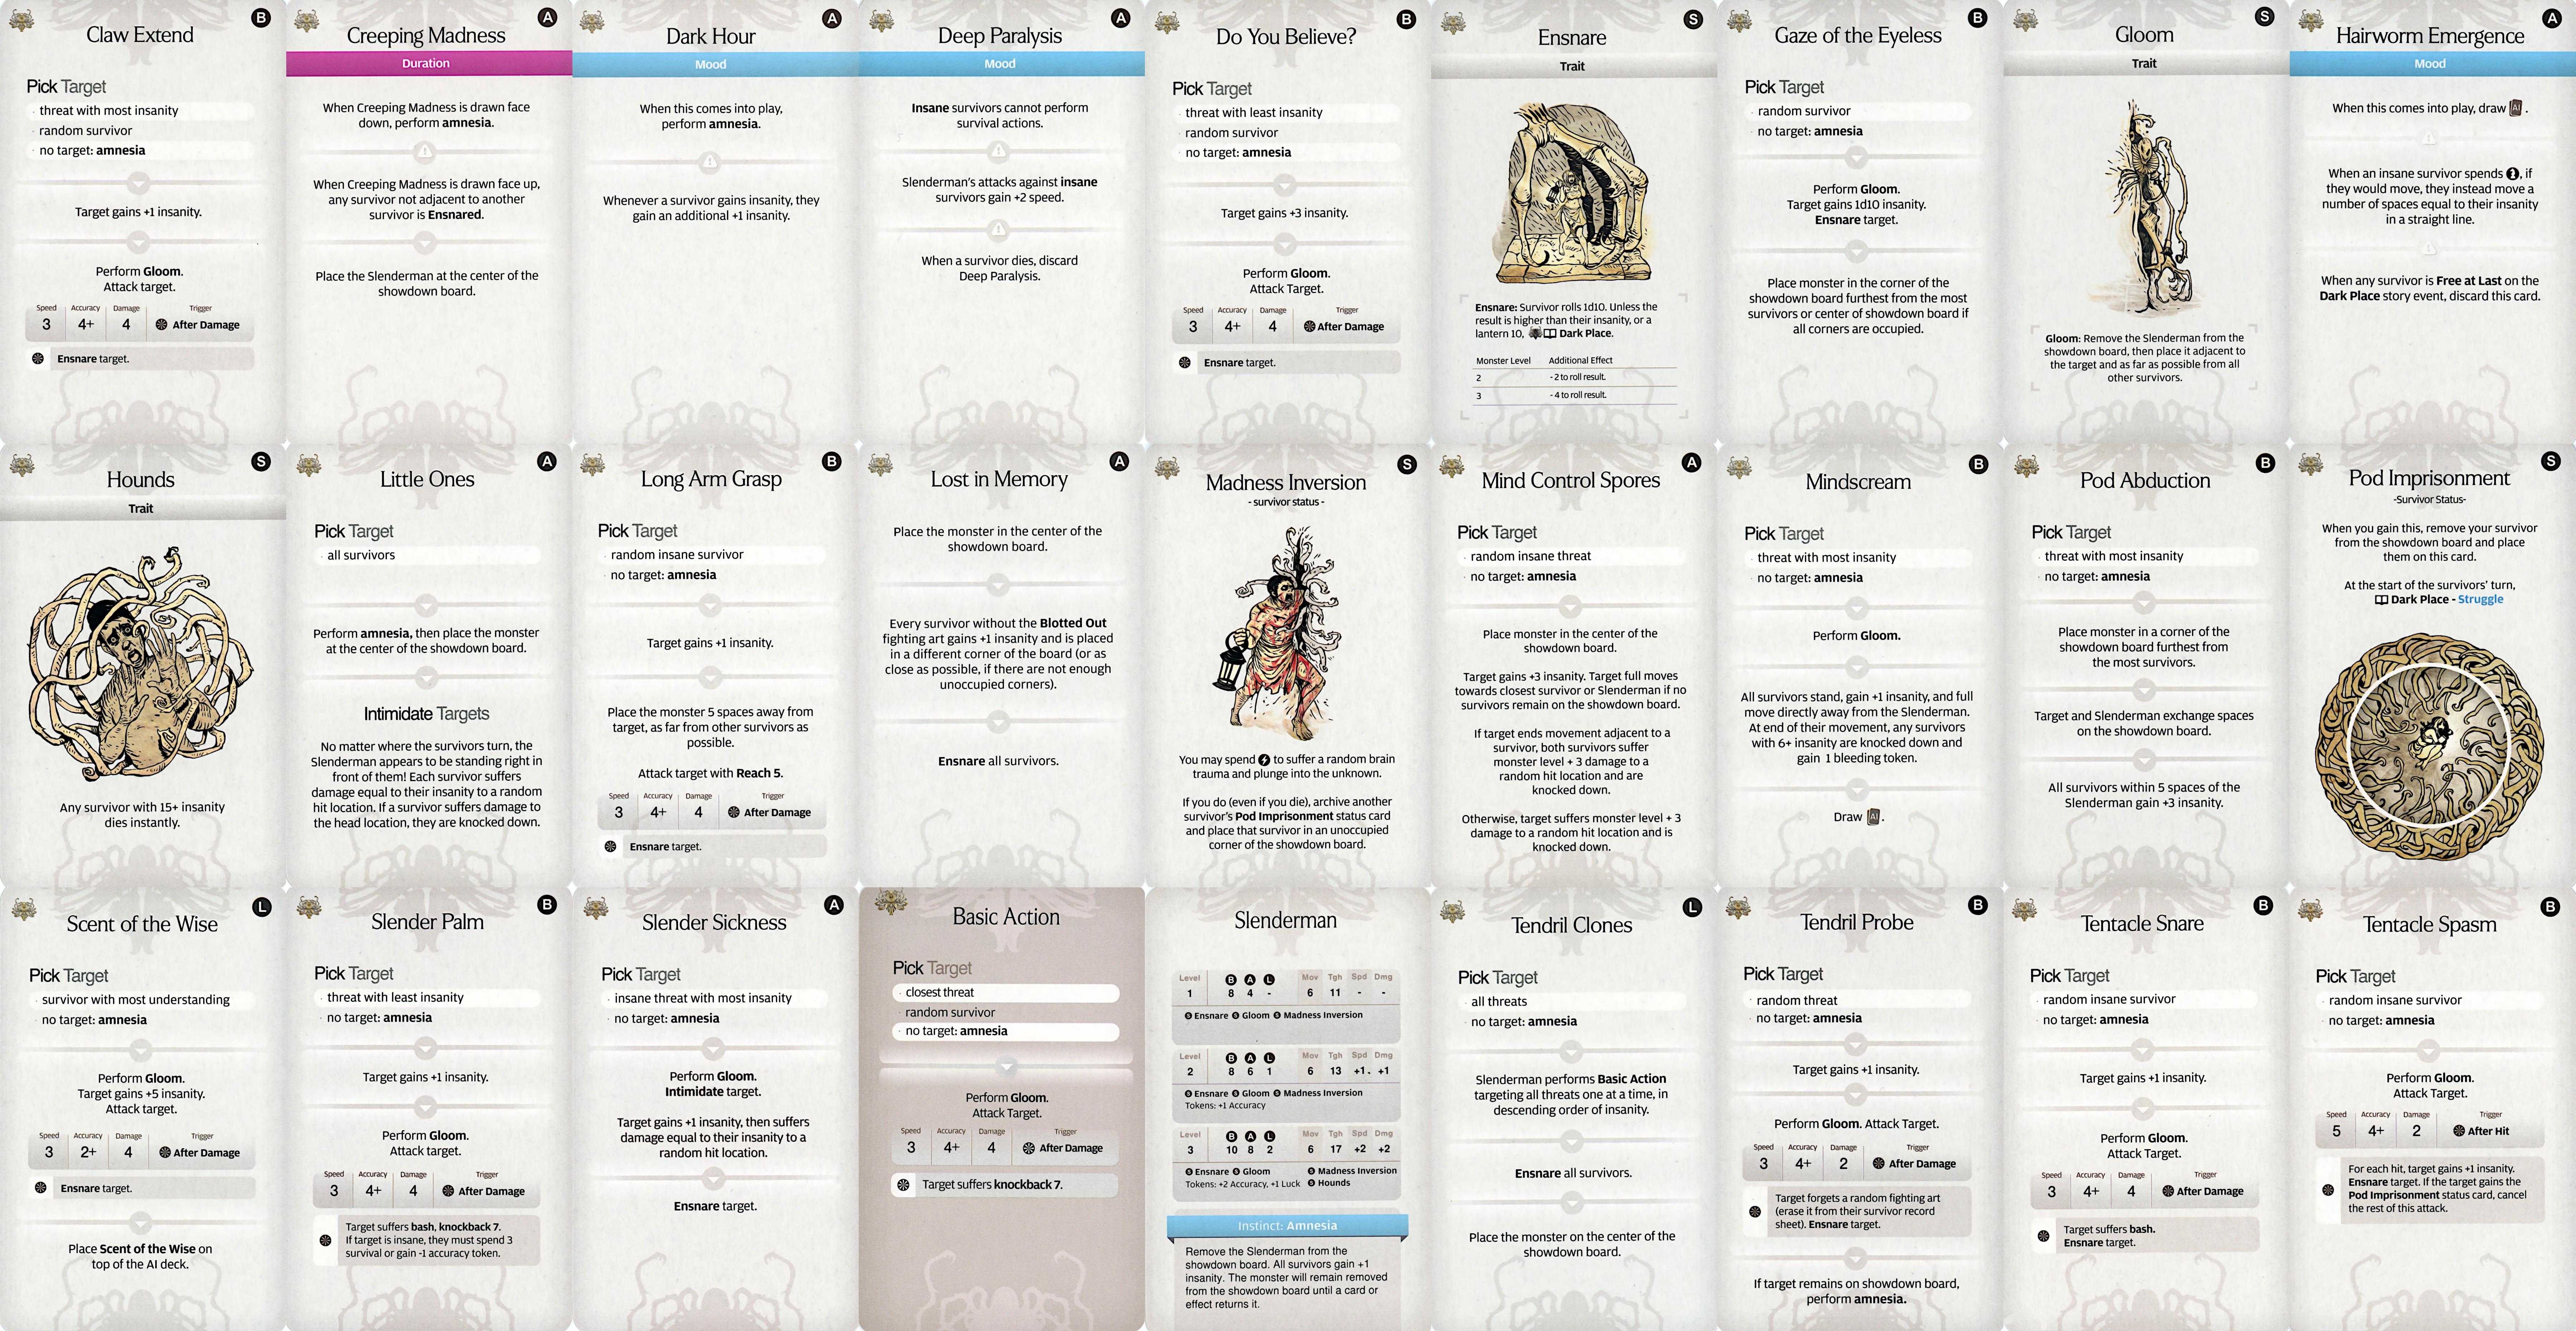 Claw Extend
B
Pick Target
· threat with most insanity
· random survivor
· no target: amnesia
Target gains +1 insanity.
Perform Gloom.
Attack target.
Speed Accuracy Damage Trigger
3 4+ 4 After Damage
Ensnare target.
Creeping Madness
A
Duration
When Creeping Madness is drawn face
down, perform amnesia.
When Creeping Madness is drawn face up,
any survivor not adjacent to another
survivor is Ensnared.
Place the Slenderman at the center of the
showdown board.
Dark Hour
A
Mood
When this comes into play,
perform amnesia.
Whenever a survivor gains insanity, they
gain an additional +1 insanity.
Deep Paralysis
A
Mood
Insane survivors cannot perform
survival actions.
Slenderman's attacks against insane
survivors gain +2 speed.
When a survivor dies, discard
Deep Paralysis.
Do You Believe?
B
Pick Target
· threat with least insanity
· random survivor
· no target: amnesia
Target gains +3 insanity.
Perform Gloom.
Attack Target.
Speed Accuracy Damage Trigger
3 4+ 4 After Damage
Ensnare target.
Ensnare
S
Trait
Ensnare: Survivor rolls 1d10. Unless the
result is higher than their insanity, or a
lantern 10, Dark Place.
Monster Level Additional Effect
2 - 2 to roll result.
3 - 4 to roll result.
Gaze of the Eyeless
B
Pick Target
· random survivor
· no target: amnesia
Perform Gloom.
Target gains 1d10 insanity.
Ensnare target.
Place monster in the corner of the
showdown board furthest from the most
survivors or center of showdown board if
all corners are occupied.
Gloom
S
Trait
Gloom: Remove the Slenderman from the
showdown board, then place it adjacent to
the target and as far as possible from all
other survivors.
Hairworm Emergence
A
Mood
When this comes into play, draw AI .
When an insane survivor spends , if
they would move, they instead move a
number of spaces equal to their insanity
in a straight line.
When any survivor is Free at Last on the
Dark Place story event, discard this card.
Hounds
S
Trait
Any survivor with 15+ insanity
dies instantly.
Little Ones
A
Pick Target
· all survivors
Perform amnesia, then place the monster
at the center of the showdown board.
Intimidate Targets
No matter where the survivors turn, the
Slenderman appears to be standing right in
front of them! Each survivor suffers
damage equal to their insanity to a random
hit location. If a survivor suffers damage to
the head location, they are knocked down.
Long Arm Grasp
B
Pick Target
· random insane survivor
· no target: amnesia
Target gains +1 insanity.
Place the monster 5 spaces away from
target, as far from other survivors as
possible.
Attack target with Reach 5.
Speed Accuracy Damage Trigger
3 4+ 4 After Damage
Ensnare target.
Lost in Memory
A
Place the monster in the center of the
showdown board.
Every survivor without the Blotted Out
fighting art gains +1 insanity and is placed
in a different corner of the board (or as
close as possible, if there are not enough
unoccupied corners).
Ensnare all survivors.
Madness Inversion
S
- survivor status -
You may spend to suffer a random brain
trauma and plunge into the unknown.
If you do (even if you die), archive another
survivor's Pod Imprisonment status card
and place that survivor in an unoccupied
corner of the showdown board.
Mind Control Spores
A
Pick Target
· random insane threat
· no target: amnesia
Place monster in the center of the
showdown board.
Target gains +3 insanity. Target full moves
towards closest survivor or Slenderman if no
survivors remain on the showdown board.
If target ends movement adjacent to a
survivor, both survivors suffer
monster level + 3 damage to a
random hit location and are
knocked down.
Otherwise, target suffers monster level + 3
damage to a random hit location and is
knocked down.
Mindscream
B
Pick Target
· threat with most insanity
· no target: amnesia
Perform Gloom.
All survivors stand, gain +1 insanity, and full
move directly away from the Slenderman.
At end of their movement, any survivors
with 6+ insanity are knocked down and
gain 1 bleeding token.
Draw AI .
Pod Abduction
B
Pick Target
· threat with most insanity
· no target: amnesia
Place monster in a corner of the
showdown board furthest from
the most survivors.
Target and Slenderman exchange spaces
on the showdown board.
All survivors within 5 spaces of the
Slenderman gain +3 insanity.
Pod Imprisonment
S
-Survivor Status-
When you gain this, remove your survivor
from the showdown board and place
them on this card.
At the start of the survivors' turn,
Dark Place - Struggle
Scent of the Wise
L
Pick Target
· survivor with most understanding
· no target: amnesia
Perform Gloom.
Target gains +5 insanity.
Attack target.
Speed Accuracy Damage Trigger
3 2+ 4 After Damage
Ensnare target.
Place Scent of the Wise on
top of the AI deck.
Slender Palm
B
Pick Target
· threat with least insanity
· no target: amnesia
Target gains +1 insanity.
Perform Gloom.
Attack target.
Speed Accuracy Damage Trigger
3 4+ 4 After Damage
Target suffers bash, knockback 7.
If target is insane, they must spend 3
survival or gain -1 accuracy token.
Slender Sickness
A
Pick Target
· insane threat with most insanity
· no target: amnesia
Perform Gloom.
Intimidate target.
Target gains +1 insanity, then suffers
damage equal to their insanity to a
random hit location.
Ensnare target.
Basic Action
Pick Target
· closest threat
· random survivor
· no target: amnesia
Perform Gloom.
Attack Target.
Speed Accuracy Damage Trigger
3 4+ 4 After Damage
Target suffers knockback 7.
Slenderman
Level B A L Mov Tgh Spd Dmg
1 8 4 - 6 11 - -
S Ensnare S Gloom S Madness Inversion
Level B A L Mov Tgh Spd Dmg
2 8 6 1 6 13 +1. +1
S Ensnare S Gloom S Madness Inversion
Tokens: +1 Accuracy
Level B A L Mov Tgh Spd Dmg
3 10 8 2 6 17 +2 +2
S Ensnare S Gloom S Madness Inversion
Tokens: +2 Accuracy, +1 Luck S Hounds
Instinct: Amnesia
Remove the Slenderman from the
showdown board. All survivors gain +1
insanity. The monster will remain removed
from the showdown board until a card or
effect returns it.
Tendril Clones
L
Pick Target
· all threats
· no target: amnesia
Slenderman performs Basic Action
targeting all threats one at a time, in
descending order of insanity.
Ensnare all survivors.
Place the monster on the center of the
showdown board.
Tendril Probe
B
Pick Target
· random threat
· no target: amnesia
Target gains +1 insanity.
Perform Gloom. Attack Target.
Speed Accuracy Damage Trigger
3 4+ 2 After Damage
Target forgets a random fighting art
(erase it from their survivor record
sheet). Ensnare target.
If target remains on showdown board,
perform amnesia.
Tentacle Snare
B
Pick Target
· random insane survivor
· no target: amnesia
Target gains +1 insanity.
Perform Gloom.
Attack Target.
Speed Accuracy Damage Trigger
3 4+ 4 After Damage
Target suffers bash.
Ensnare target.
Tentacle Spasm
B
Pick Target
· random insane survivor
· no target: amnesia
Perform Gloom.
Attack Target.
Speed Accuracy Damage Trigger
5 4+ 2 After Hit
For each hit, target gains +1 insanity.
Ensnare target. If the target gains the
Pod Imprisonment status card, cancel
the rest of this attack.